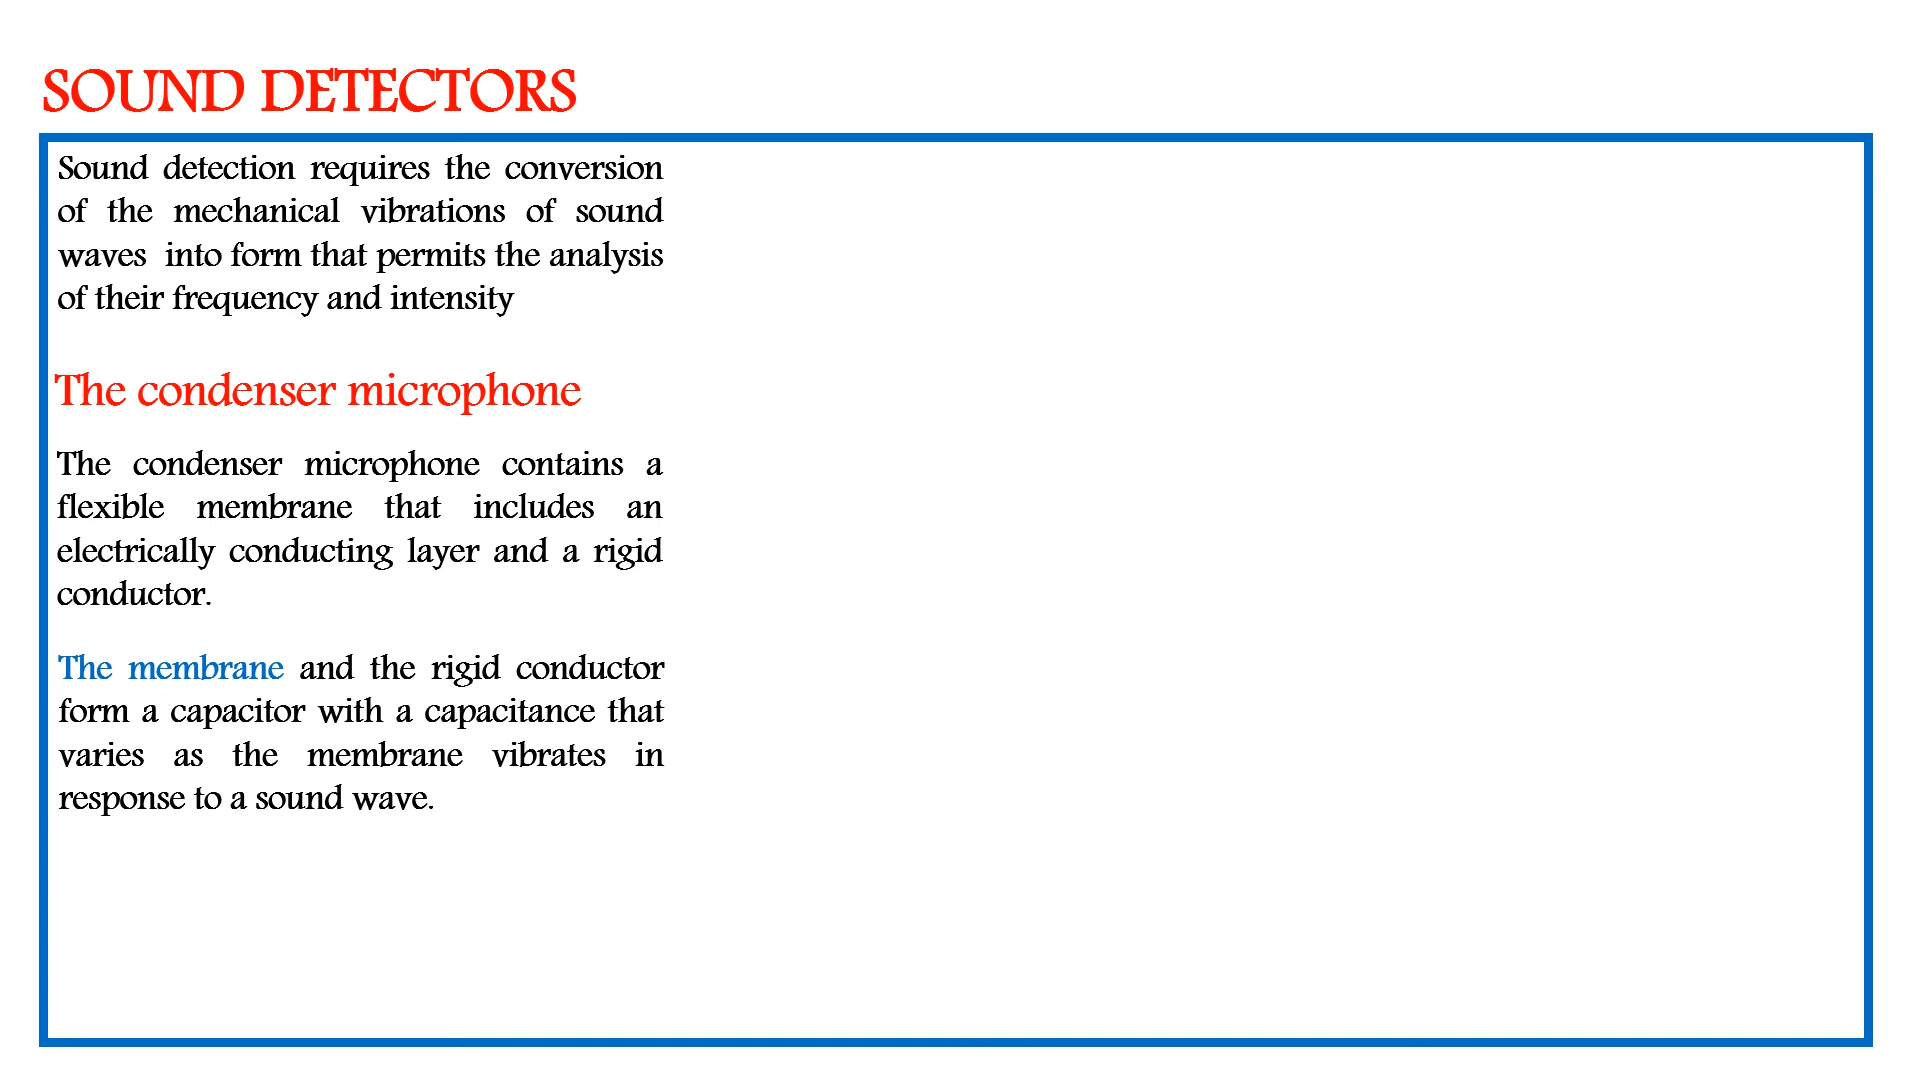 SOUND DETECTORS
Sound detection requires the conversion
of the mechanical vibrations of sound
waves into form that permits the analysis
of their frequency and intensity
The condenser microphone
The condenser microphone contains a
flexible membrane that includes an
electrically conducting layer and a rigid
conductor.
The membrane and the rigid conductor
form a capacitor with a capacitance that
varies as the membrane vibrates in
response to a sound wave.